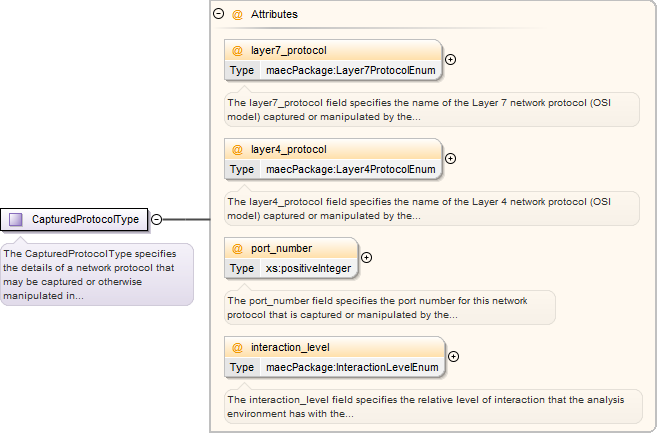 CapturedProtocolType
The CapturedProtocolType specifies
the details of a network protocol that
may be captured or otherwise
manipulated in...
@ Attributes
@ layer7_protocol
Type maecPackage:Layer7ProtocolEnum
The layer7_protocol field specifies the name of the Layer 7 network protocol (OSI
model) captured or manipulated by the...
@ layer4_protocol
Type maecPackage:Layer4ProtocolEnum
The layer4_protocol field specifies the name of the Layer 4 network protocol (OSI
model) captured or manipulated by the...
@ port_number
Type xs:positiveInteger
The port_number field specifies the port number for this network
protocol that is captured or manipulated by the...
@ interaction_level
Type maecPackage:InteractionLevelEnum
The interaction_level field specifies the relative level of interaction that the analysis
environment has with the...